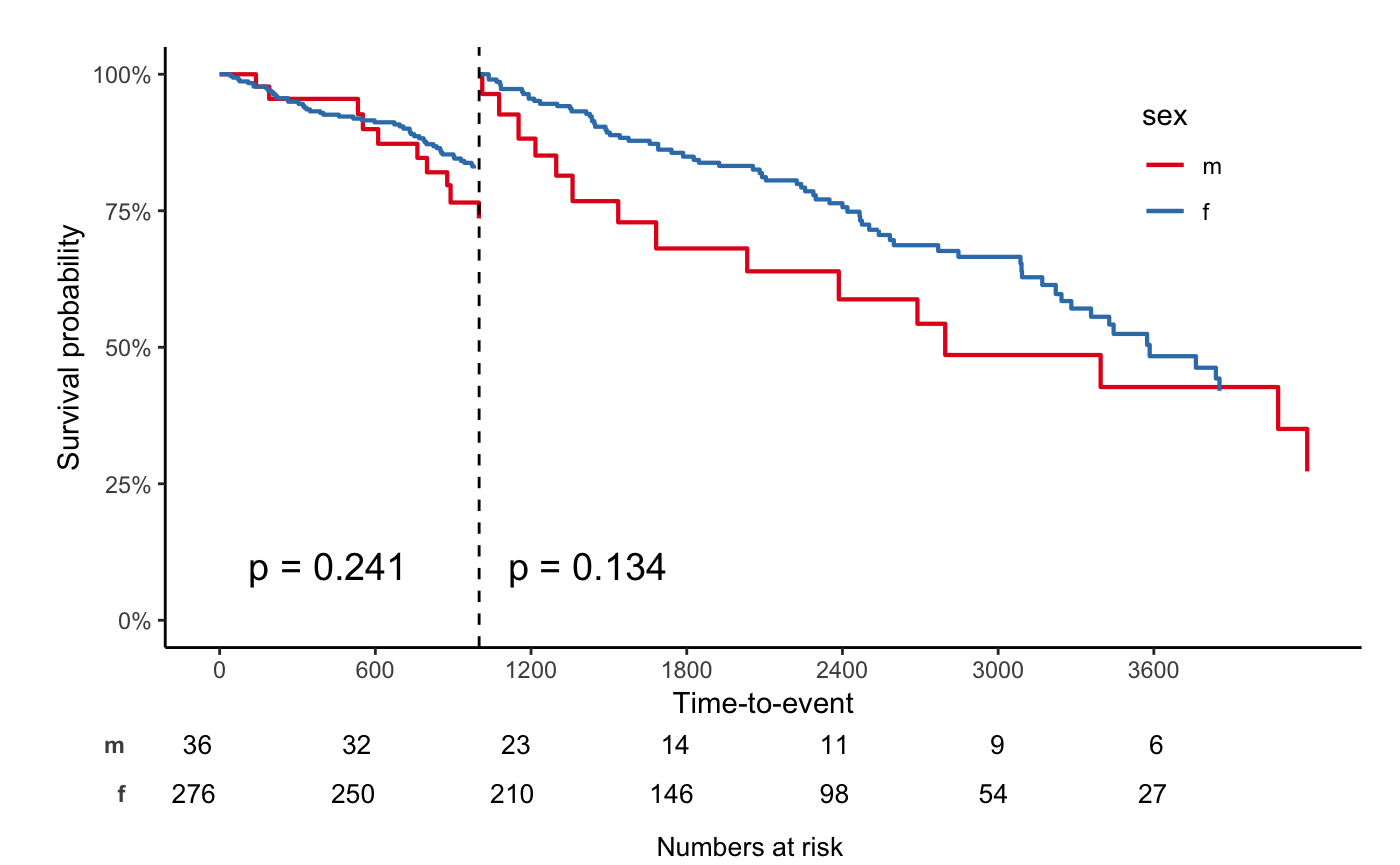 sex
m
f
Survival probability
100%
75%
50%
25%
0%
p = 0.241 p = 0.134
0 600 1200 1800 2400 3000 3600
Time-to-event
m 36 32 23 14 11 9 6
f 276 250 210 146 98 54 27
Numbers at risk